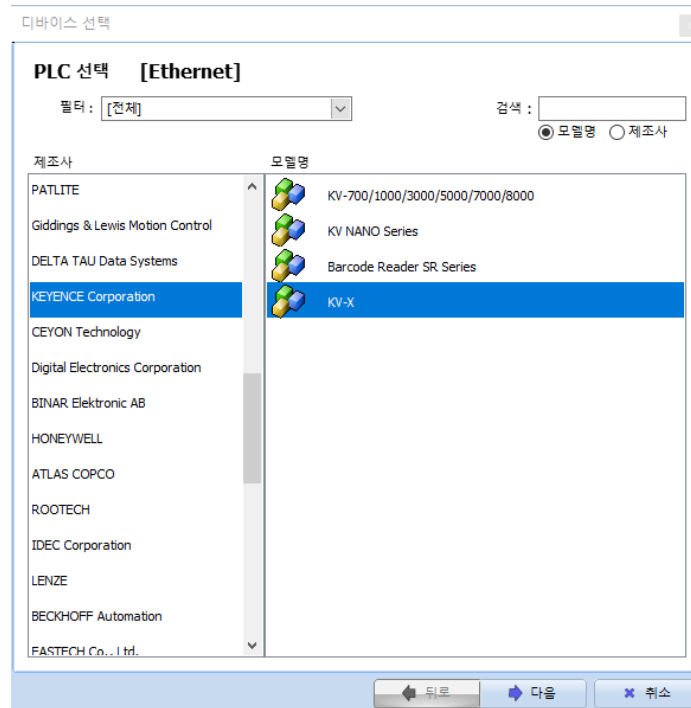 디바이스 선택
PLC 선택 [Ethernet]
필터 : [전체]
검색 :
모델명 제조사
제조사
모델명
PATLITE
Giddings & Lewis Motion Control
DELTA TAU Data Systems
KEYENCE Corporation
CEYON Technology
Digital Electronics Corporation
BINAR Elektronic AB
HONEYWELL
ATLAS COPCO
ROOTECH
IDEC Corporation
LENZE
BECKHOFF Automation
EASTECH Co., Ltd.
KV-700/1000/3000/5000/7000/8000
KV NANO Series
Barcode Reader SR Series
KV-X
뒤로
다음
취소